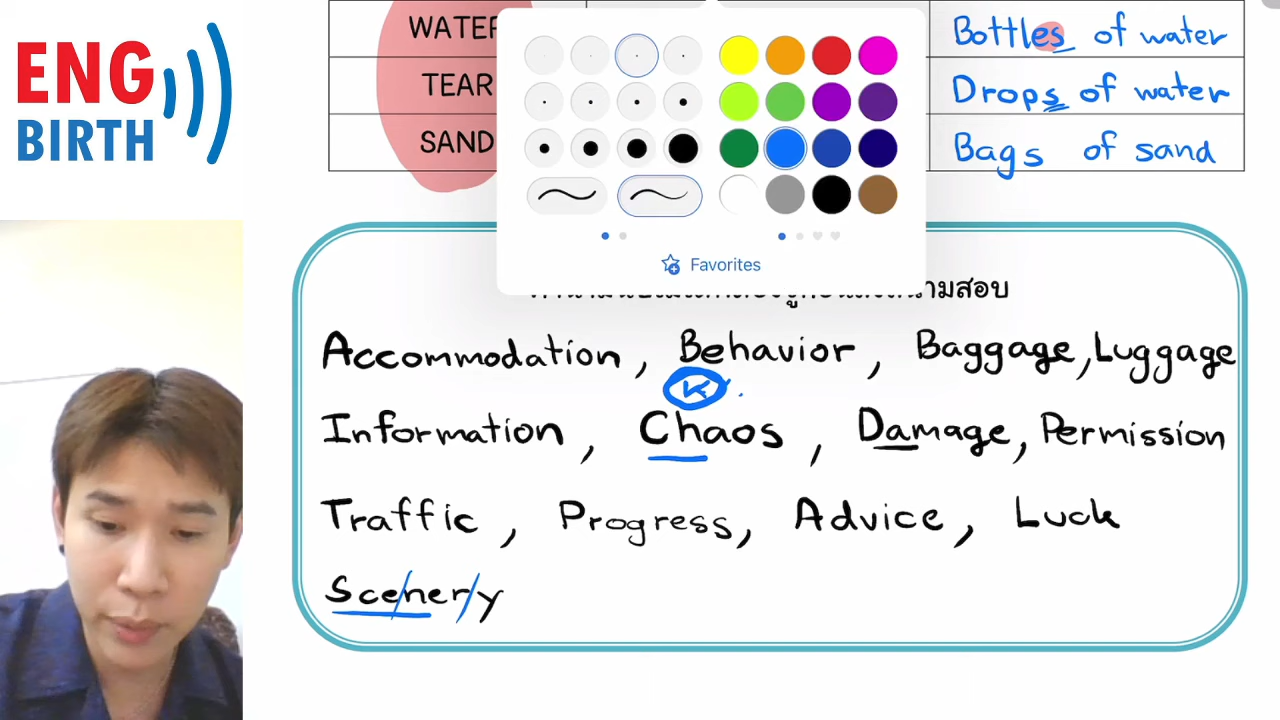 ENG
BIRTH
WATER
Bottles of water
TEAR
Drops of water
SAND
Bags of sand
Favorites
Accommodation, Behavior, Baggage, Luggage
K
Information, Chaos, Damage, Permission
Traffic, Progress, Advice, Luck
Scenery